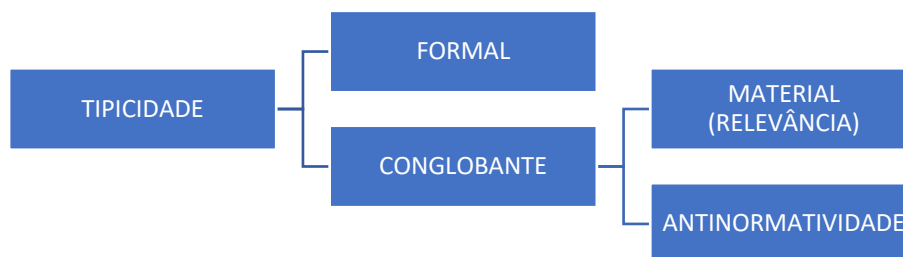 TIPICIDADE
FORMAL
CONGLOBANTE
MATERIAL
(RELEVÂNCIA)
ANTINORMATIVIDADE